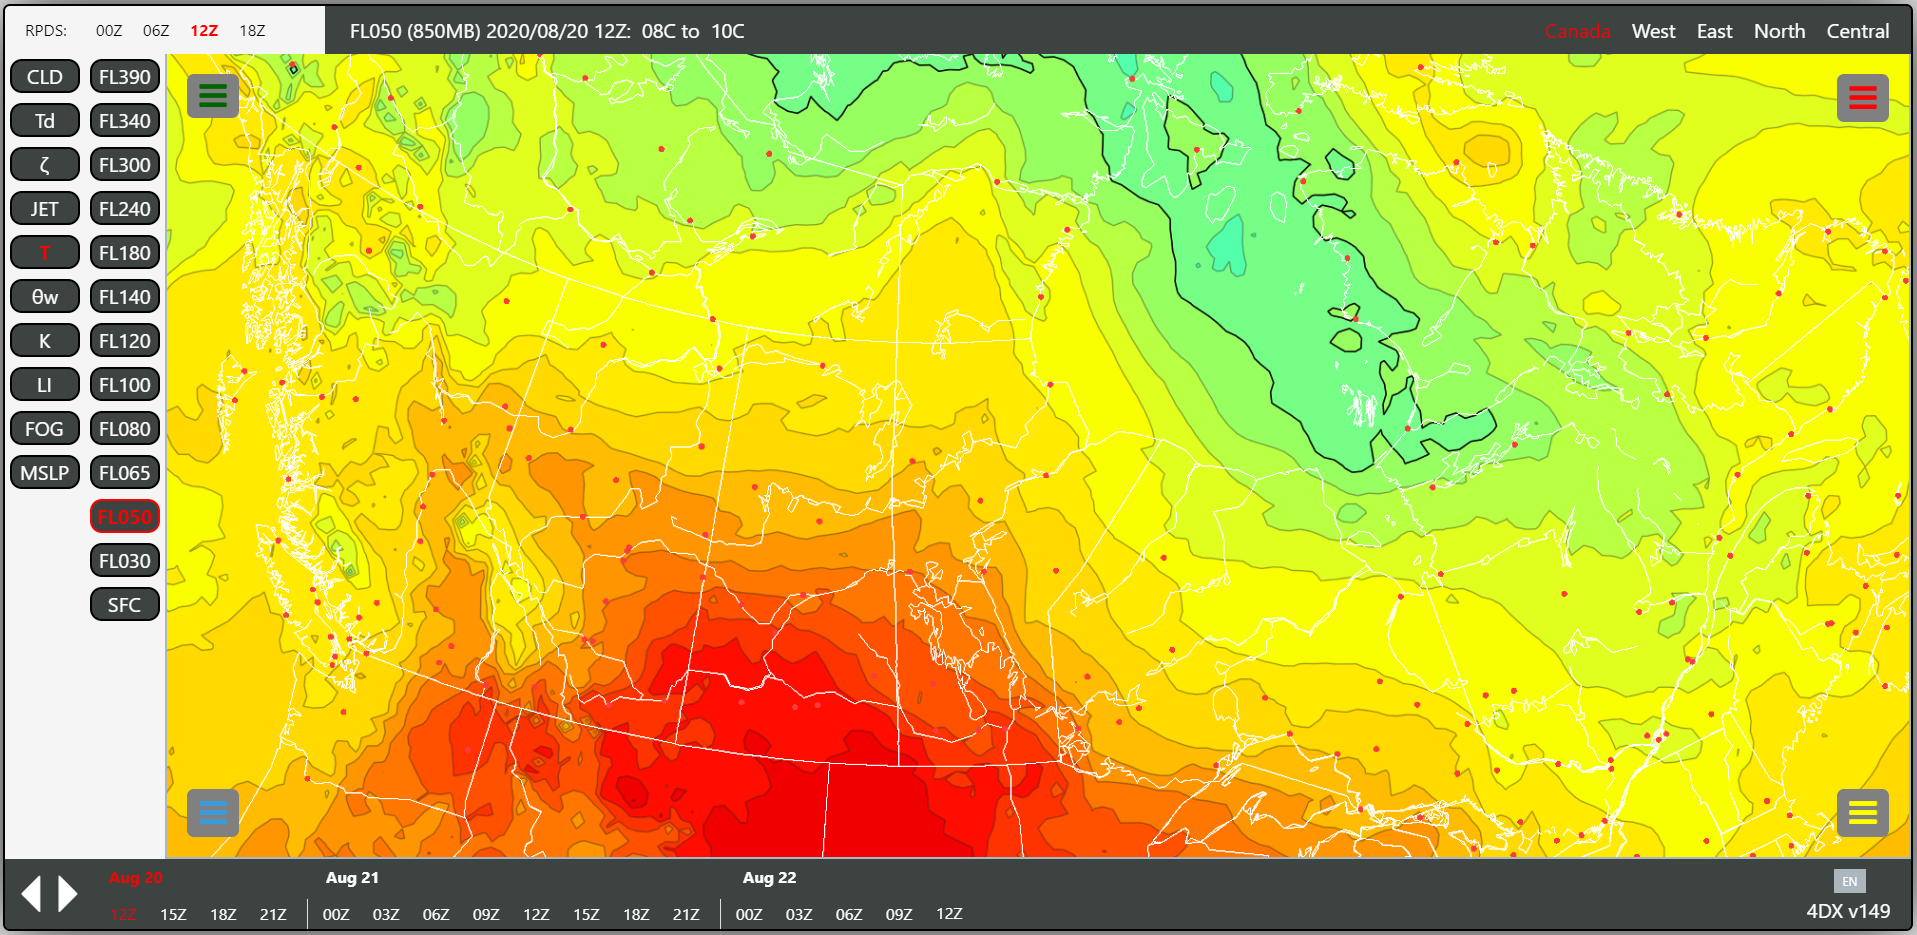 RPDS: 00Z 06Z 12Z 18Z
FL050 (850MB) 2020/08/20 12Z: 08C to 10C
Canada West East North Central
CLD FL390
Td FL340
ζ FL300
JET FL240
T FL180
θw FL140
K FL120
LI FL100
FOG FL080
MSLP FL065
FL050
FL030
SFC
Aug 20 Aug 21 Aug 22
12Z 15Z 18Z 21Z 00Z 03Z 06Z 09Z 12Z 15Z 18Z 21Z 00Z 03Z 06Z 09Z 12Z
EN
4DX v149